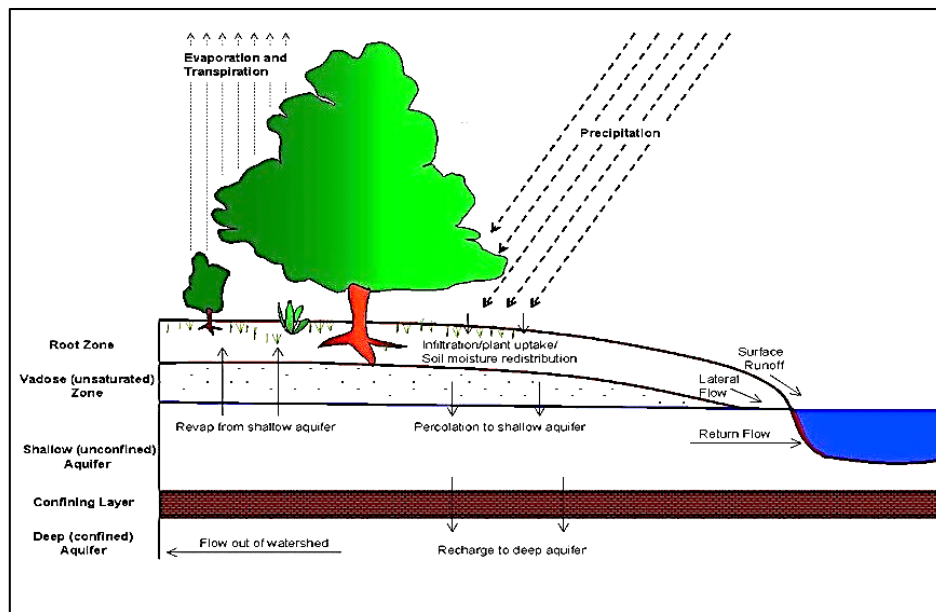 Evaporation and
Transpiration
Precipitation
Root Zone
Infiltration/plant uptake/
Soil moisture redistribution
Surface
Runoff
Lateral
Flow
Vadose (unsaturated)
Zone
Revap from shallow aquifer
Percolation to shallow aquifer
Return Flow
Shallow (unconfined)
Aquifer
Confining Layer
Deep (confined)
Aquifer
Flow out of watershed
Recharge to deep aquifer